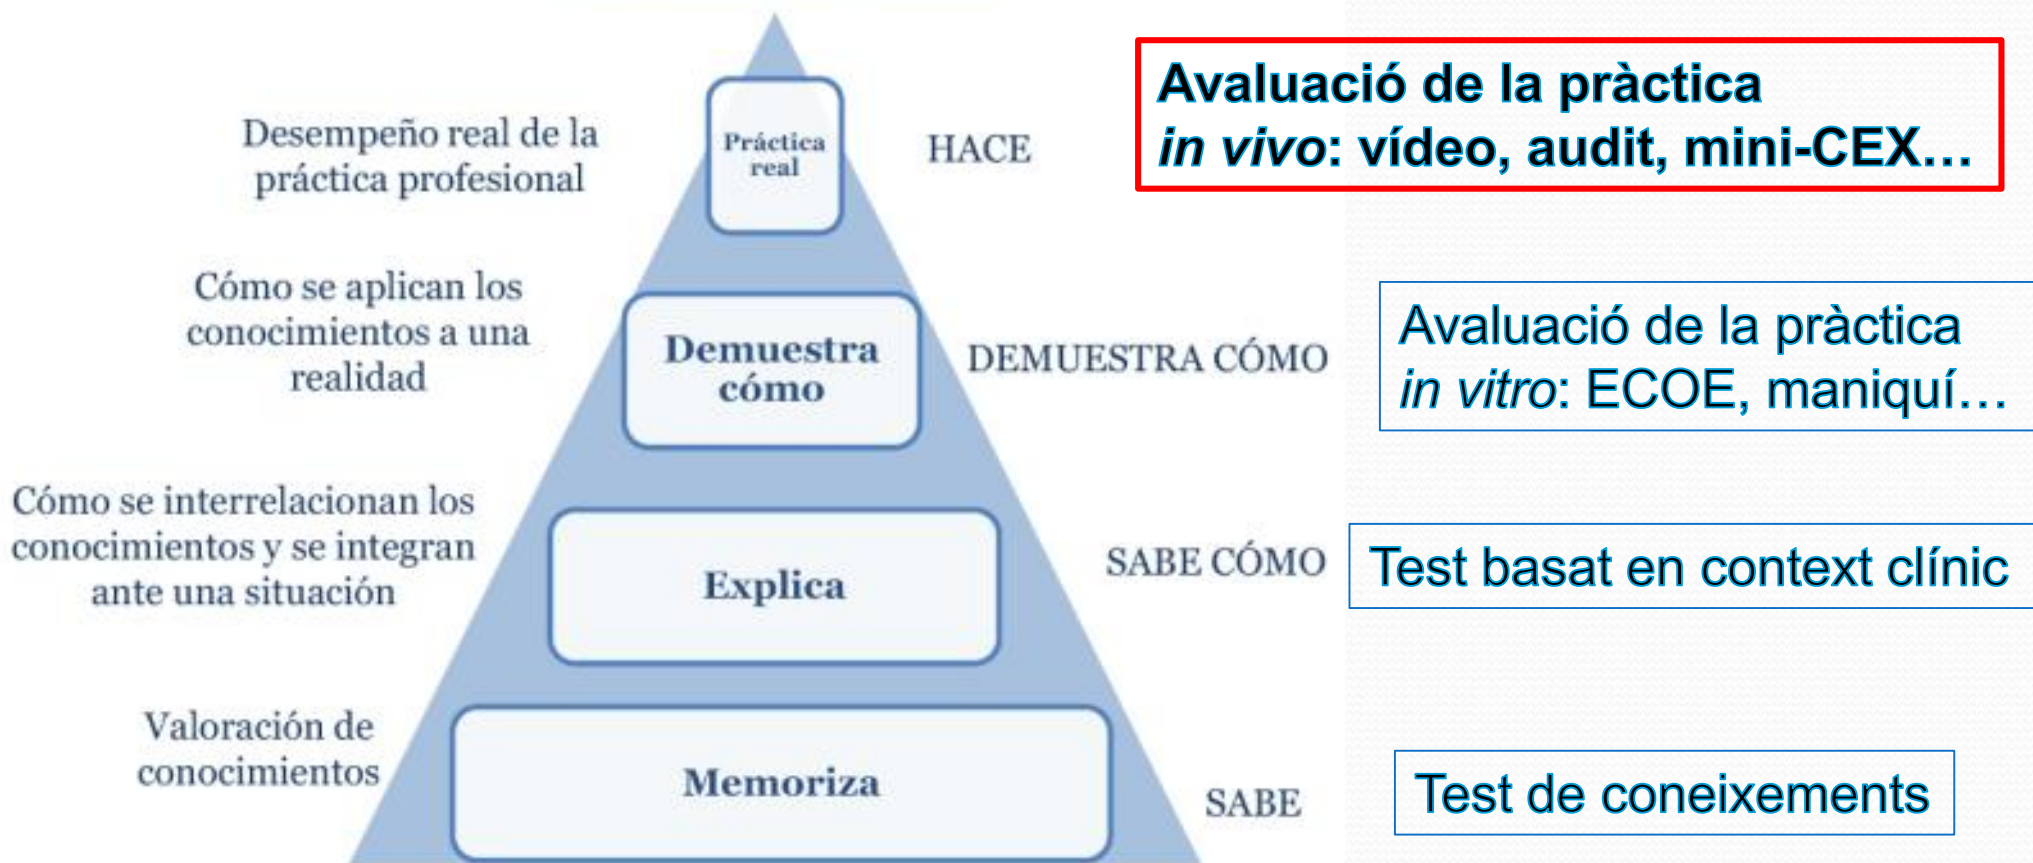 Desempeño real de la
práctica profesional
Práctica
real
HACE
Avaluació de la pràctica
in vivo: vídeo, audit, mini-CEX…
Cómo se aplican los
conocimientos a una
realidad
Demuestra
cómo
DEMUESTRA CÓMO
Avaluació de la pràctica
in vitro: ECOE, maniquí…
Cómo se interrelacionan los
conocimientos y se integran
ante una situación
Explica
SABE CÓMO
Test basat en context clínic
Valoración de
conocimientos
Memoriza
SABE
Test de coneixements